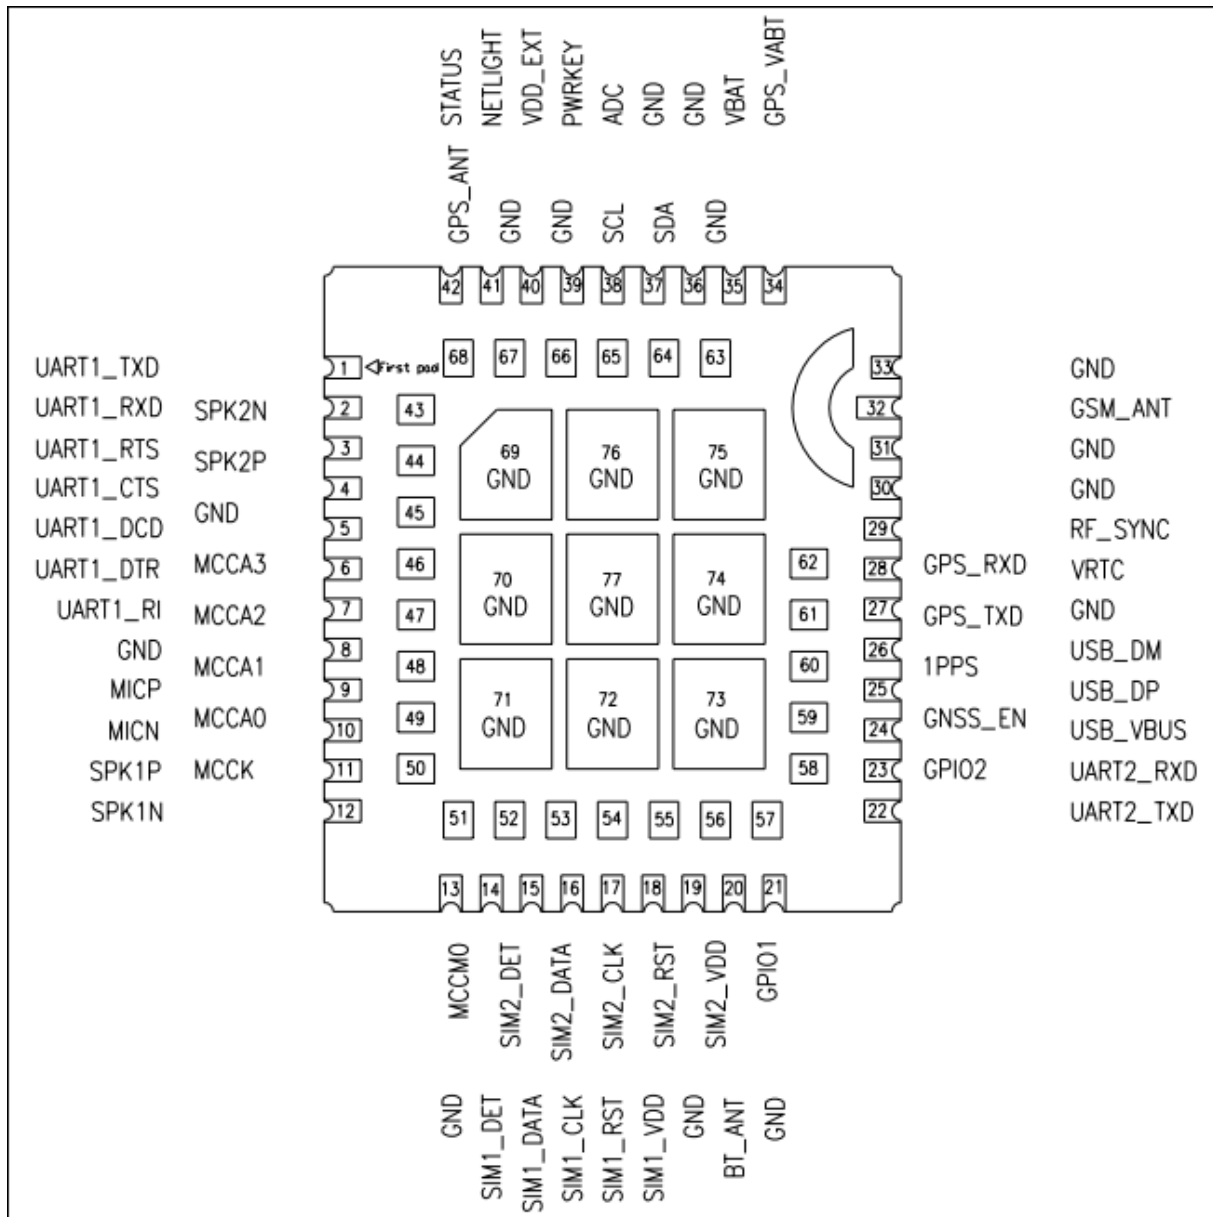 STATUS NETLIGHT VDD_EXT PWRKEY ADC GND GND VBAT GPS_VABT
GPS_ANT GND GND SCL SDA GND
42 41 40 39 38 37 36 35 34
68 67 66 65 64 63
UART1_TXD 1 First pad 33 GND
UART1_RXD SPK2N 2 43 32 GSM_ANT
UART1_RTS 3 31 GND
SPK2P 44
69 GND 76 GND 75 GND
UART1_CTS 4 30 GND
GND 45
UART1_DCD 5 29 RF_SYNC
UART1_DTR MCCA3 6 46 62 28 GPS_RXD VRTC
70 GND 77 GND 74 GND
UART1_RI MCCA2 7 47 61 27 GPS_TXD GND
GND 8 26 USB_DM
MCCA1 48 60 1PPS
MICP 9 25 USB_DP
71 GND 72 GND 73 GND
MICN MCCA0 10 49 59 24 GNSS_EN USB_VBUS
SPK1P MCCK 11 50 58 23 GPIO2 UART2_RXD
SPK1N 12 22 UART2_TXD
51 52 53 54 55 56 57
13 14 15 16 17 18 19 20 21
MCCM0 SIM2_DET SIM2_DATA SIM2_CLK SIM2_RST SIM2_VDD GPIO1
GND SIM1_DET SIM1_DATA SIM1_CLK SIM1_RST SIM1_VDD GND BT_ANT GND